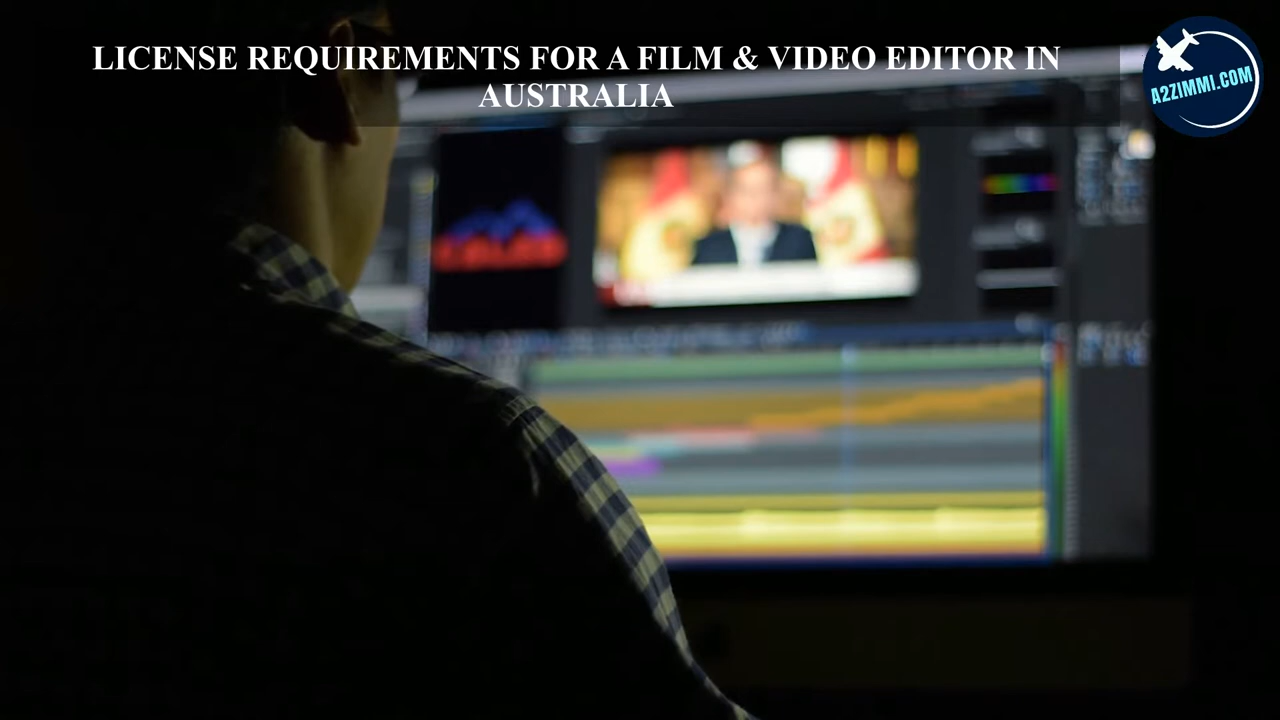 LICENSE REQUIREMENTS FOR A FILM & VIDEO EDITOR IN
AUSTRALIA
A2ZIMMI.COM